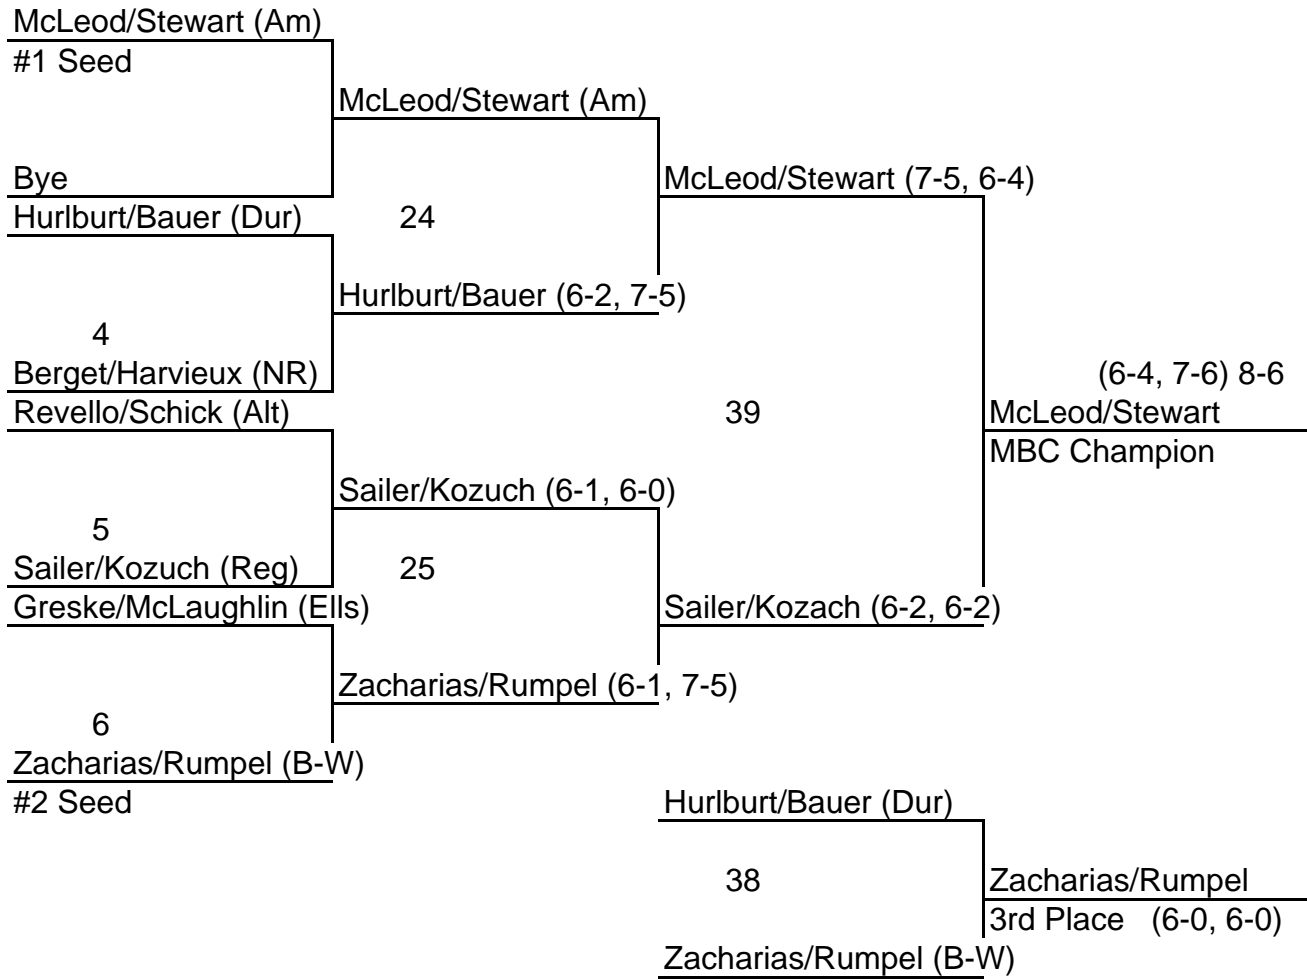 McLeod/Stewart (Am)
#1 Seed
McLeod/Stewart (Am)
Bye
McLeod/Stewart (7-5, 6-4)
Hurlburt/Bauer (Dur)
24
Hurlburt/Bauer (6-2, 7-5)
4
Berget/Harvieux (NR)
(6-4, 7-6) 8-6
Revello/Schick (Alt)
39
McLeod/Stewart
MBC Champion
Sailer/Kozuch (6-1, 6-0)
5
Sailer/Kozuch (Reg)
25
Greske/McLaughlin (Ells)
Sailer/Kozach (6-2, 6-2)
Zacharias/Rumpel (6-1, 7-5)
6
Zacharias/Rumpel (B-W)
#2 Seed
Hurlburt/Bauer (Dur)
38
Zacharias/Rumpel
3rd Place (6-0, 6-0)
Zacharias/Rumpel (B-W)